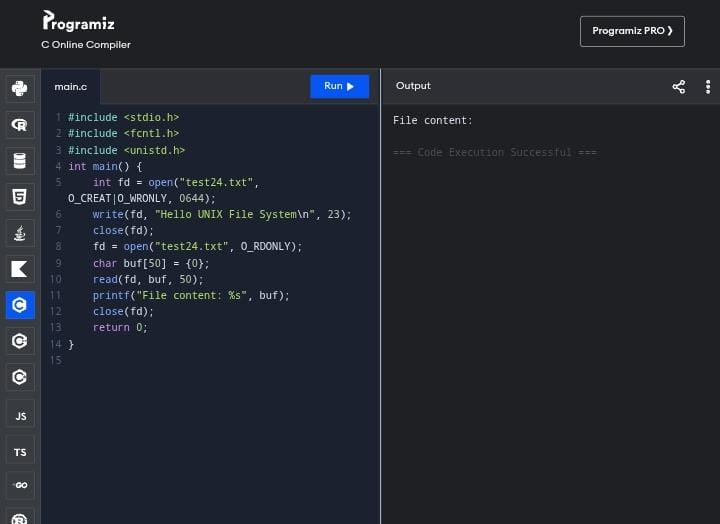 Programiz
C Online Compiler
Programiz PRO ❯
main.c
Run ▶
Output
1 #include <stdio.h>
2 #include <fcntl.h>
3 #include <unistd.h>
4 int main() {
5     int fd = open("test24.txt",
O_CREAT|O_WRONLY, 0644);
6     write(fd, "Hello UNIX File System\n", 23);
7     close(fd);
8     fd = open("test24.txt", O_RDONLY);
9     char buf[50] = {0};
10     read(fd, buf, 50);
11     printf("File content: %s", buf);
12     close(fd);
13     return 0;
14 }
15
File content:
=== Code Execution Successful ===
R
5
C
C
C
JS
TS
GO